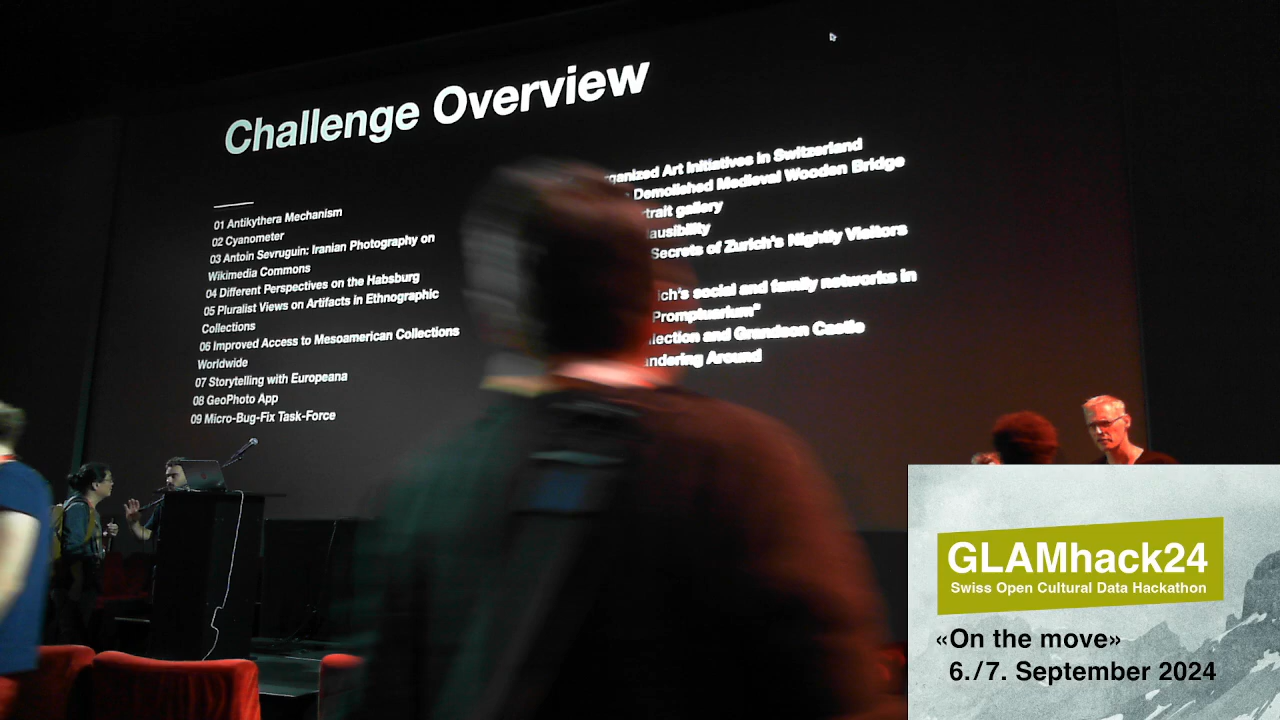 Challenge Overview
01 Antikythera Mechanism
02 Cyanometer
03 Antoin Sevruguin: Iranian Photography on
Wikimedia Commons
04 Different Perspectives on the Habsburg
05 Pluralist Views on Artifacts in Ethnographic
Collections
06 Improved Access to Mesoamerican Collections
Worldwide
07 Storytelling with Europeana
08 GeoPhoto App
09 Micro-Bug-Fix Task-Force
Art Initiatives in Switzerland
Demolished Medieval Wooden Bridge
gallery
Secrets of Zurich's Nightly Visitors
social and family networks in
Promptuarium"
and Grandson Castle
Around
GLAMhack24
Swiss Open Cultural Data Hackathon
«On the move»
6./7. September 2024